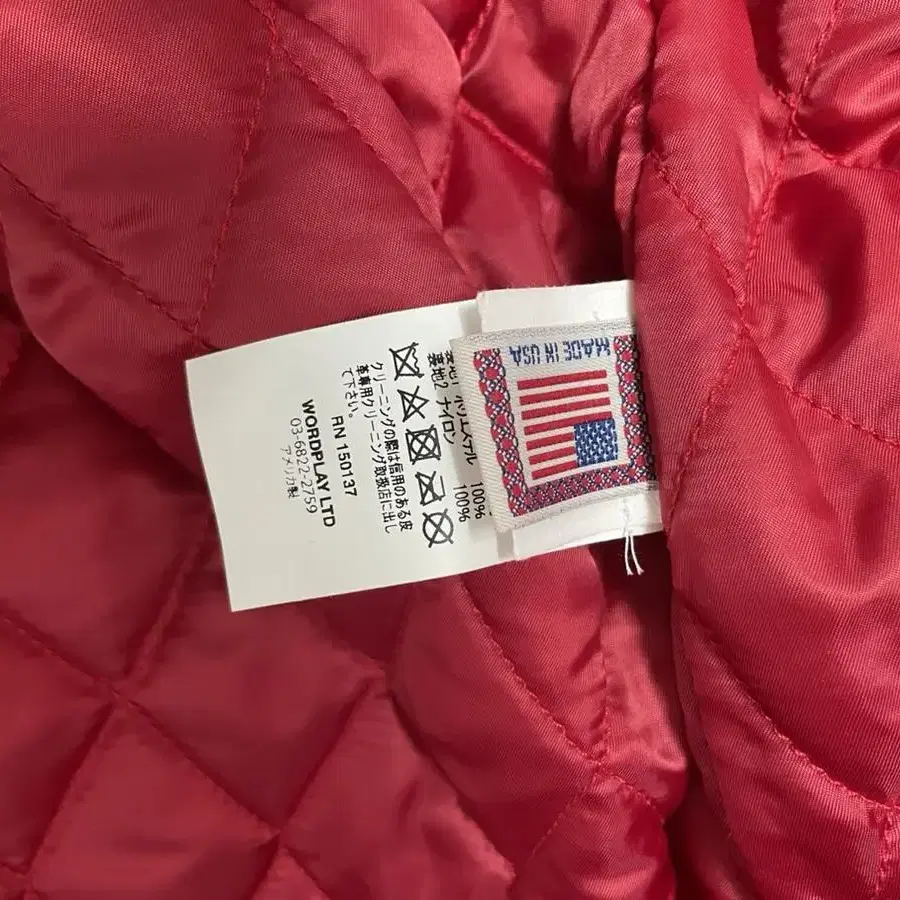 裏地2 ナイロン 100%
100%
クリーニングの際は信用のある皮
革専用クリーニング取扱店に出し
て下さい。
RN 150137
WORDPLAY LTD
03-6822-2759
アメリカ製
MADE IN USA